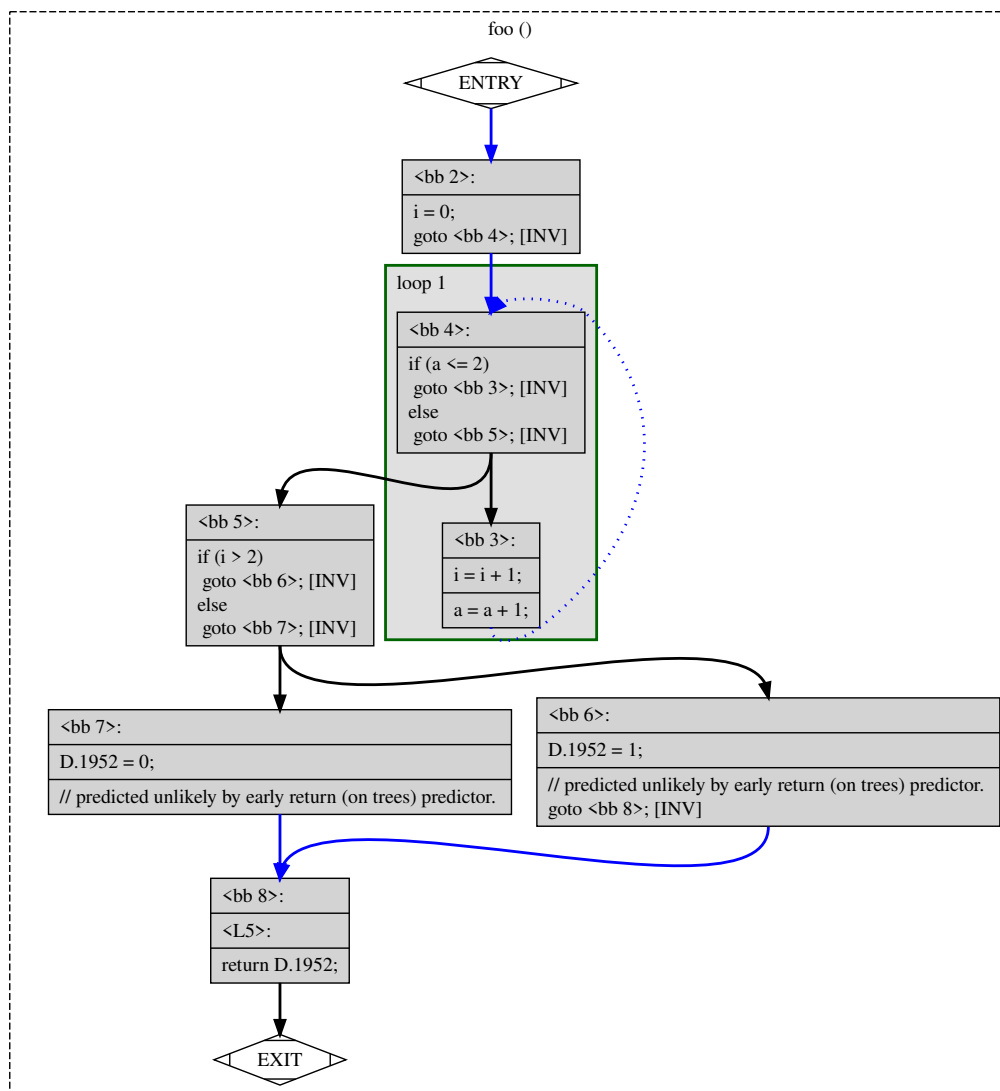 foo ()
ENTRY
<bb 2>:
i = 0;
goto <bb 4>; [INV]
loop 1
<bb 4>:
if (a <= 2)
goto <bb 3>; [INV]
else
goto <bb 5>; [INV]
<bb 5>:
if (i > 2)
goto <bb 6>; [INV]
else
goto <bb 7>; [INV]
<bb 3>:
i = i + 1;
a = a + 1;
<bb 7>:
D.1952 = 0;
// predicted unlikely by early return (on trees) predictor.
<bb 6>:
D.1952 = 1;
// predicted unlikely by early return (on trees) predictor.
goto <bb 8>; [INV]
<bb 8>:
<L5>:
return D.1952;
EXIT